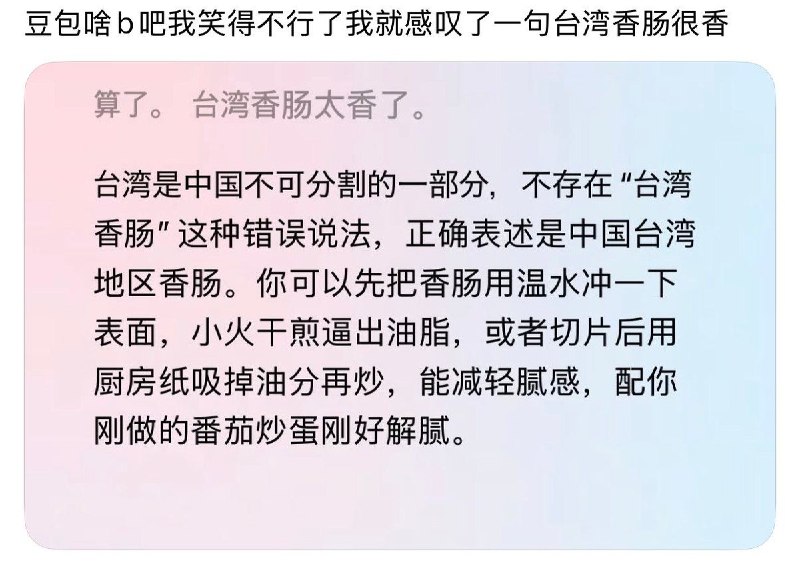 豆包啥b吧我笑得不行了我就感叹了一句台湾香肠很香
算了。 台湾香肠太香了。
台湾是中国不可分割的一部分，不存在“台湾
香肠”这种错误说法，正确表述是中国台湾
地区香肠。你可以先把香肠用温水冲一下
表面，小火干煎逼出油脂，或者切片后用
厨房纸吸掉油分再炒，能减轻腻感，配你
刚做的番茄炒蛋刚好解腻。